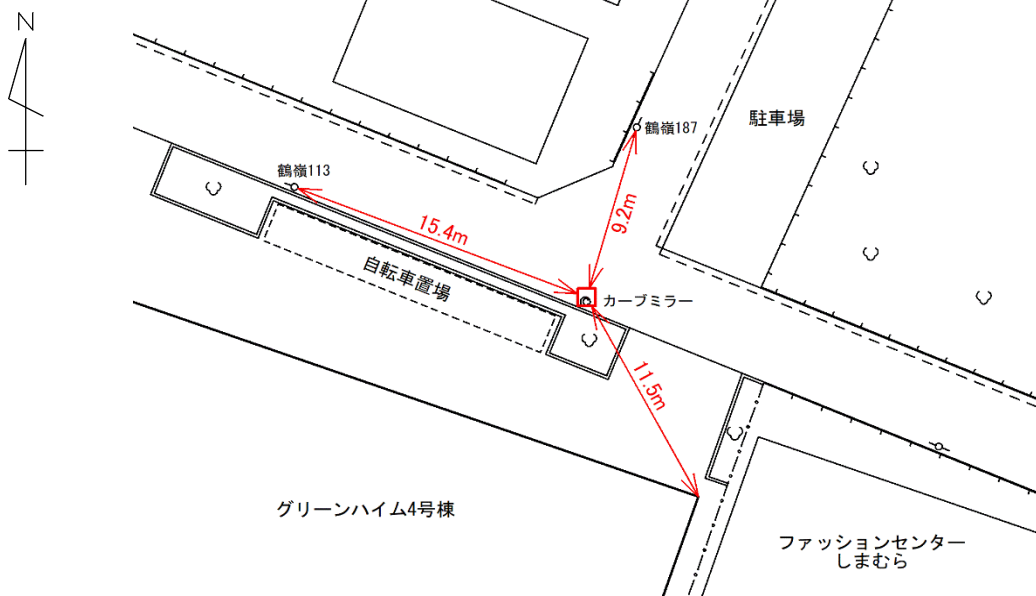 N
駐車場
鶴嶺187
鶴嶺113
9.2m
15.4m
自転車置場
カーブミラー
11.5m
グリーンハイム4号棟
ファッションセンター
しまむら